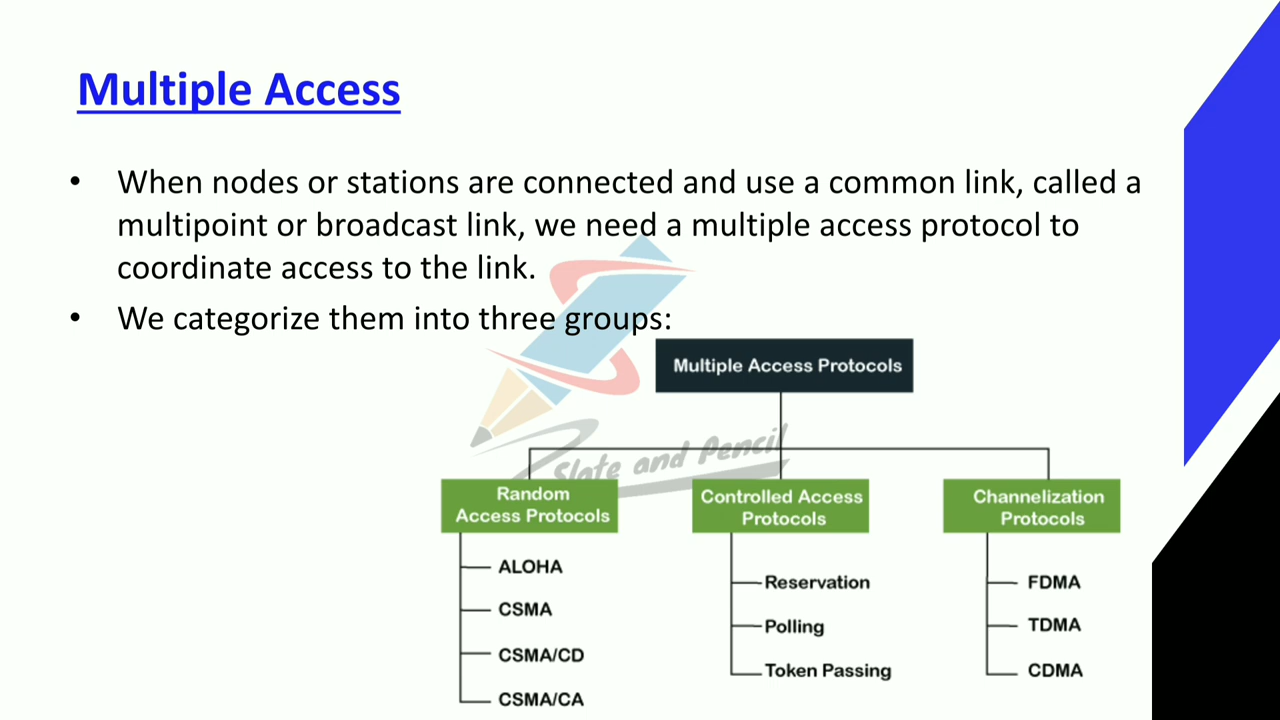 Multiple Access
• When nodes or stations are connected and use a common link, called a
multipoint or broadcast link, we need a multiple access protocol to
coordinate access to the link.
• We categorize them into three groups:
Multiple Access Protocols
Slate and Pencil
Random
Access Protocols
Controlled Access
Protocols
Channelization
Protocols
ALOHA
CSMA
CSMA/CD
CSMA/CA
Reservation
Polling
Token Passing
FDMA
TDMA
CDMA